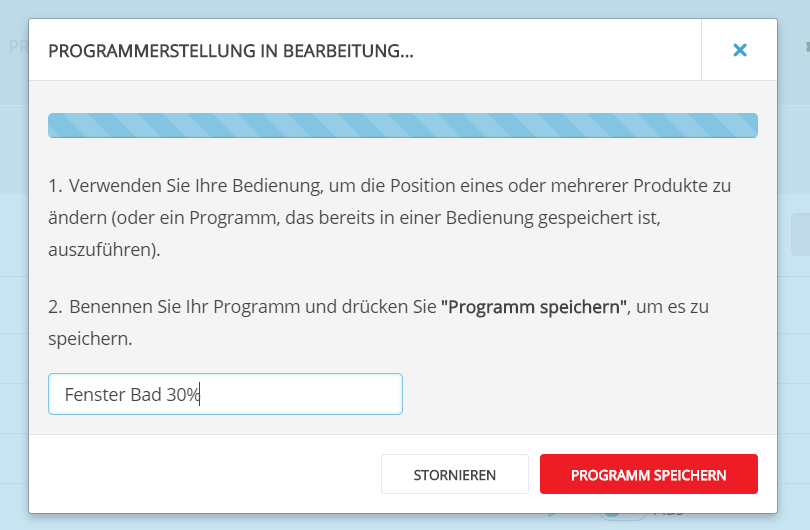 PROGRAMMERSTELLUNG IN BEARBEITUNG...
1. Verwenden Sie Ihre Bedienung, um die Position eines oder mehrerer Produkte zu
ändern (oder ein Programm, das bereits in einer Bedienung gespeichert ist,
auszuführen).
2. Benennen Sie Ihr Programm und drücken Sie "Programm speichern", um es zu
speichern.
Fenster Bad 30%
STORNIEREN
PROGRAMM SPEICHERN